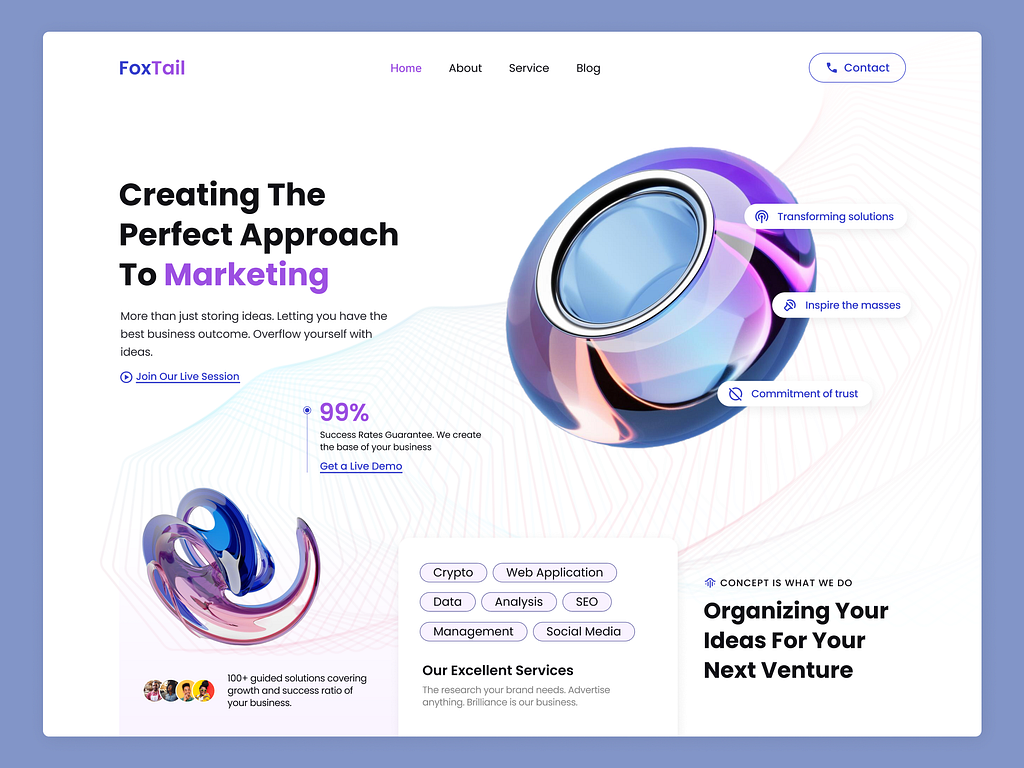 FoxTail
Home
About
Service
Blog
Contact
Creating The
Perfect Approach
To Marketing
More than just storing ideas. Letting you have the
best business outcome. Overflow yourself with
ideas.
Join Our Live Session
Transforming solutions
Inspire the masses
Commitment of trust
99%
Success Rates Guarantee. We create
the base of your business
Get a Live Demo
100+ guided solutions covering
growth and success ratio of
your business.
Crypto
Web Application
Data
Analysis
SEO
Management
Social Media
Our Excellent Services
The research your brand needs. Advertise
anything. Brilliance is our business.
CONCEPT IS WHAT WE DO
Organizing Your
Ideas For Your
Next Venture